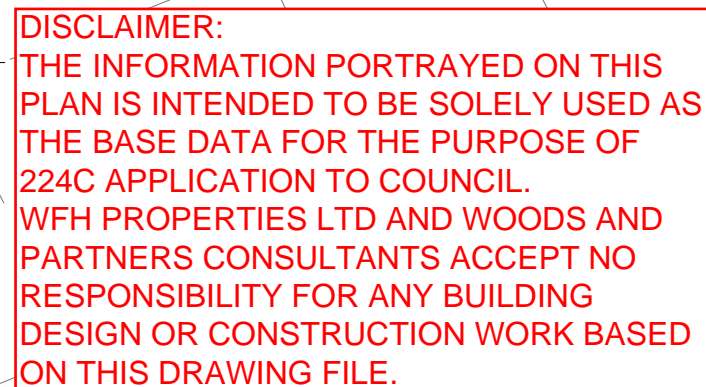 DISCLAIMER:
THE INFORMATION PORTRAYED ON THIS
PLAN IS INTENDED TO BE SOLELY USED AS
THE BASE DATA FOR THE PURPOSE OF
224C APPLICATION TO COUNCIL.
WFH PROPERTIES LTD AND WOODS AND
PARTNERS CONSULTANTS ACCEPT NO
RESPONSIBILITY FOR ANY BUILDING
DESIGN OR CONSTRUCTION WORK BASED
ON THIS DRAWING FILE.